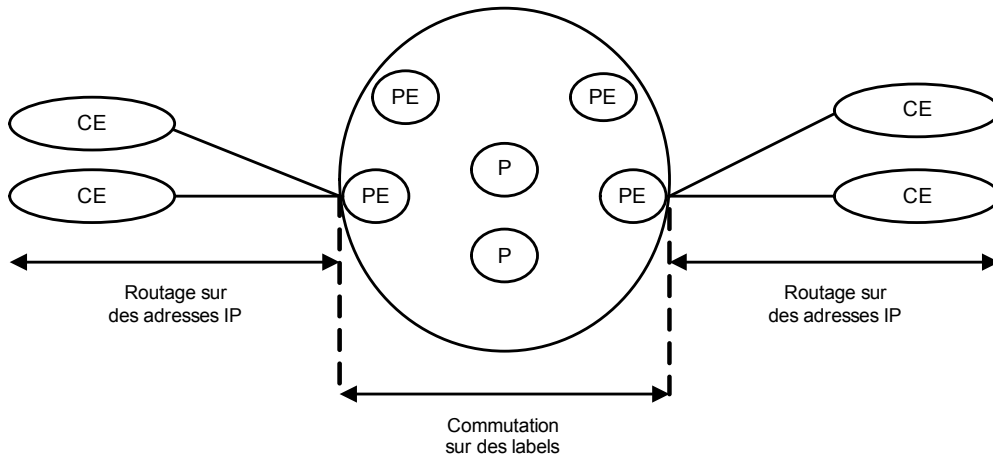 PE
PE
CE
CE
P
CE
CE
PE
PE
P
Routage sur
des adresses IP
Routage sur
des adresses IP
Commutation
sur des labels